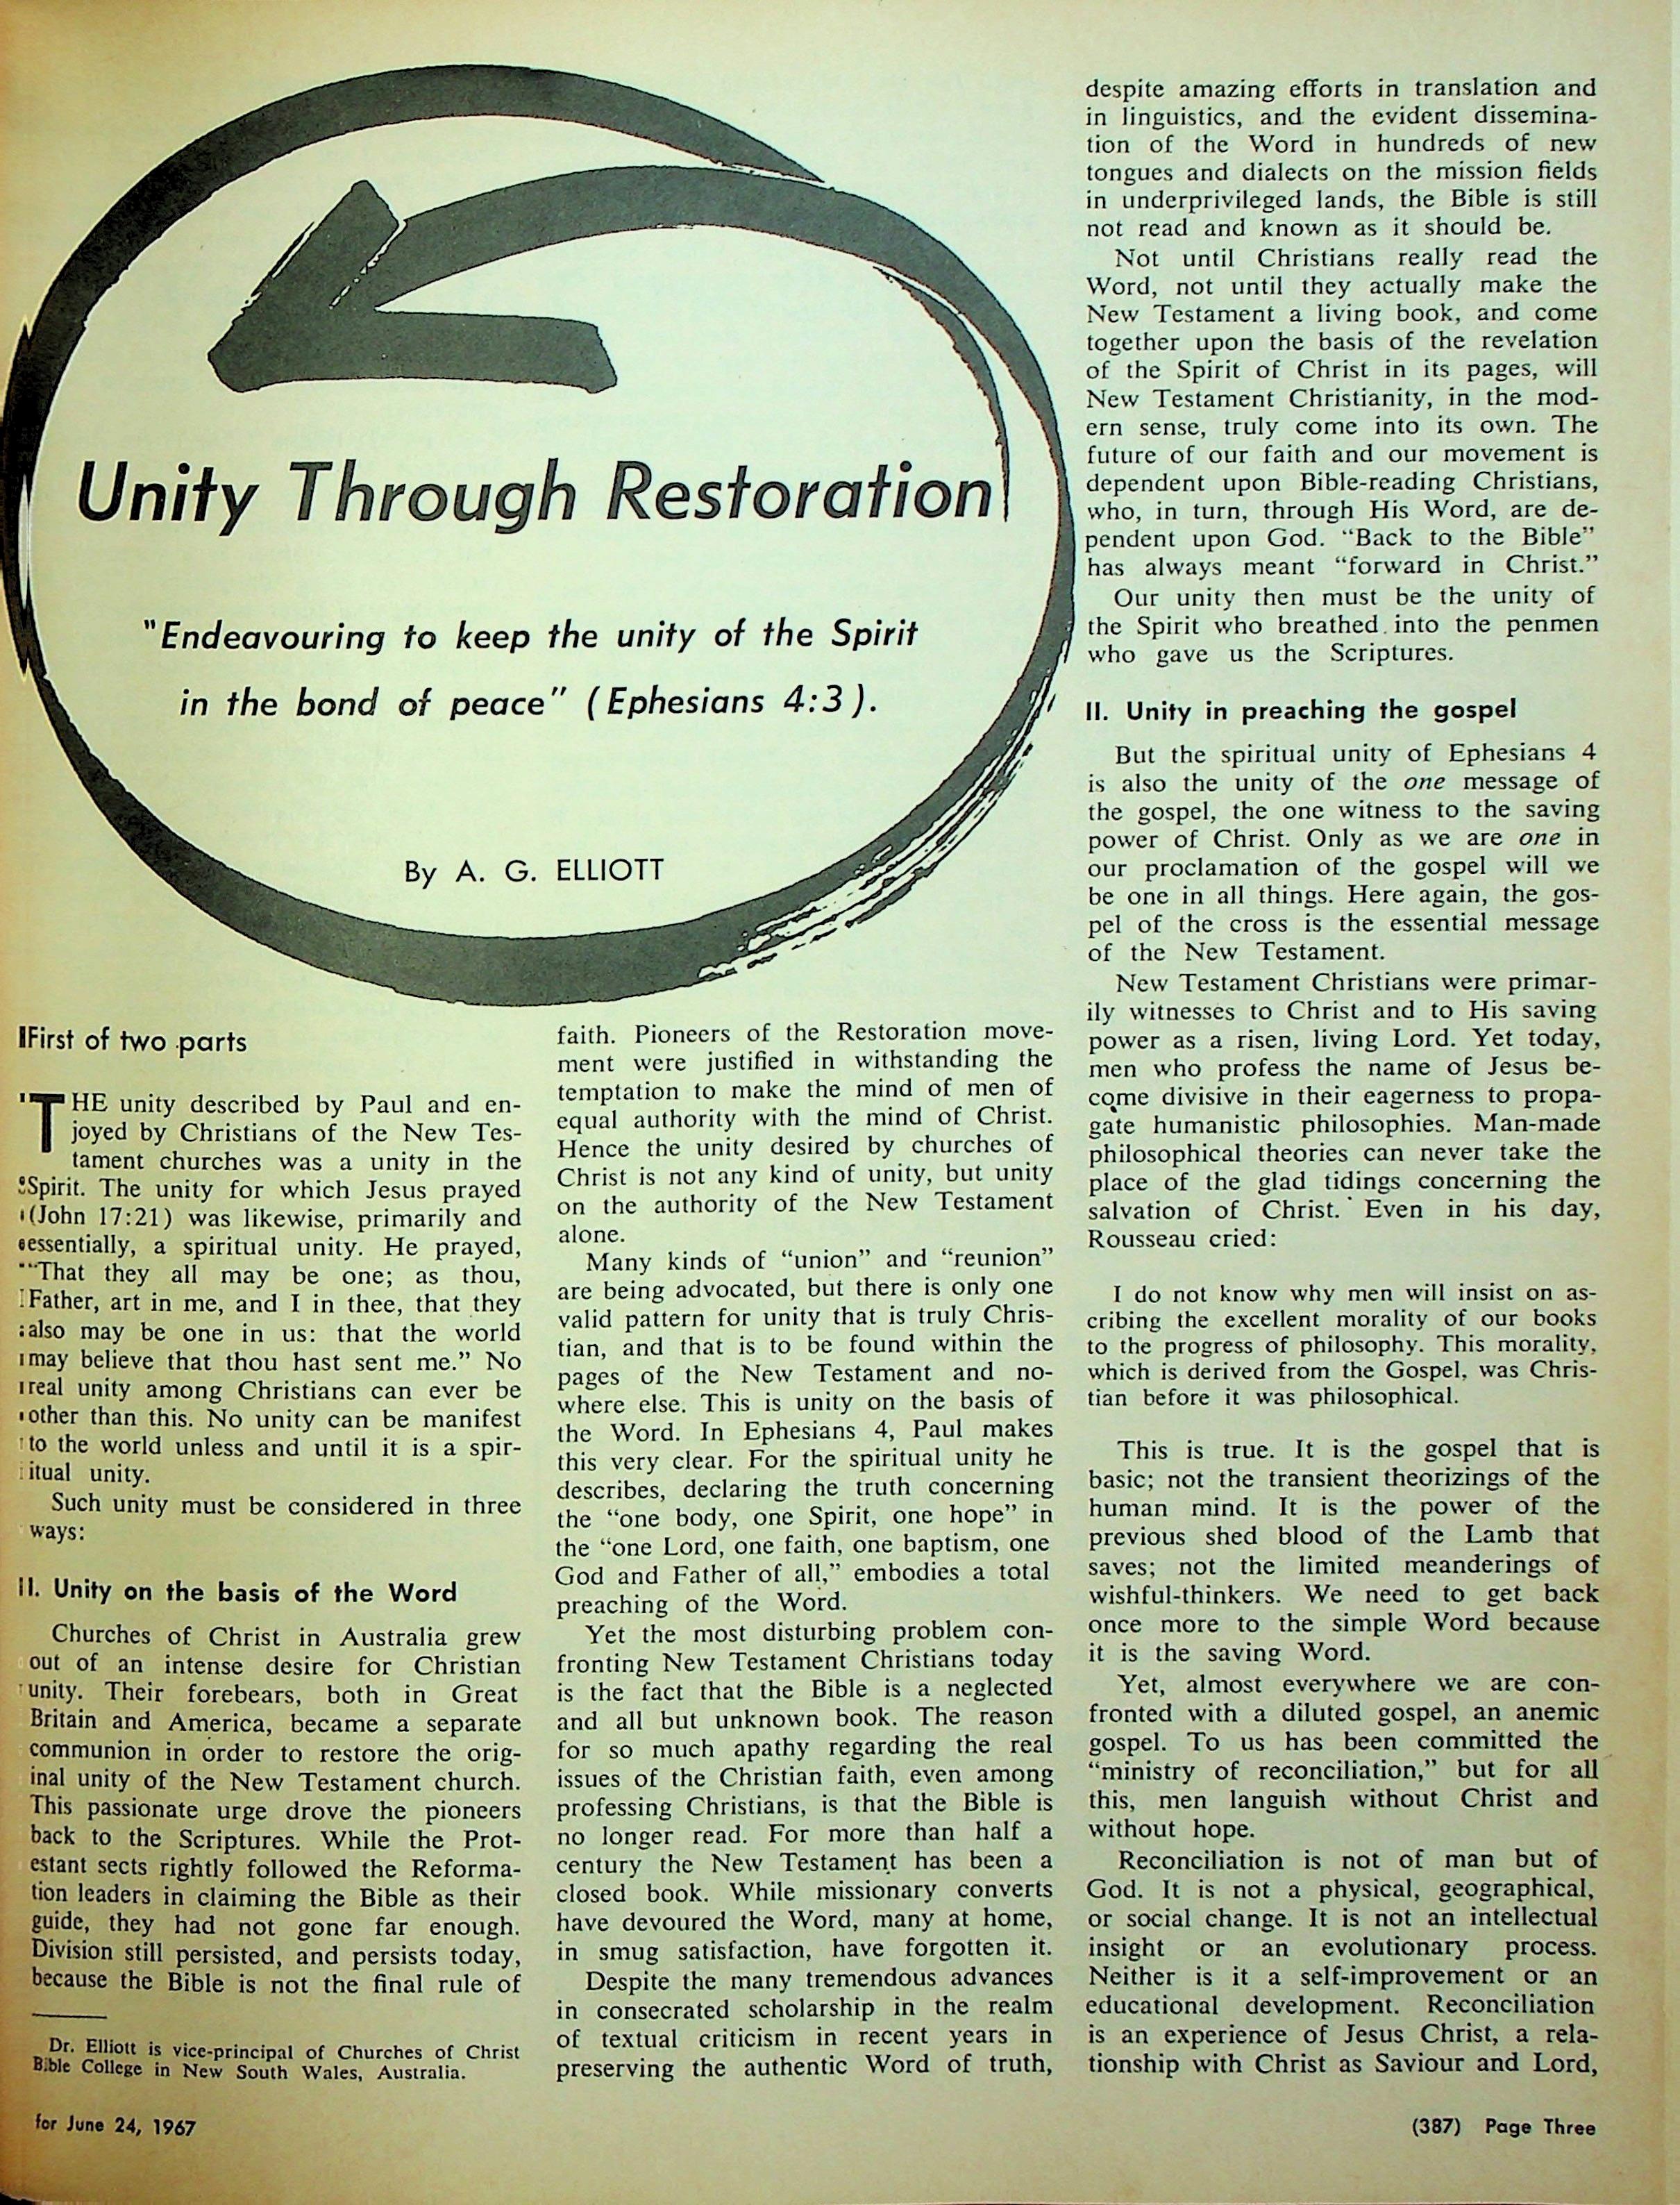 Unity Through Restoration
"Endeavouring to keep the unity of the Spirit
in the bond of peace" (Ephesians 4:3).
By A. G. ELLIOTT
First of two parts
THE unity described by Paul and en-
joyed by Christians of the New Tes-
tament churches was a unity in the
Spirit. The unity for which Jesus prayed
(John 17:21) was likewise, primarily and
essentially, a spiritual unity. He prayed,
"That they all may be one; as thou,
Father, art in me, and I in thee, that they
also may be one in us: that the world
may believe that thou hast sent me." No
real unity among Christians can ever be
other than this. No unity can be manifest
to the world unless and until it is a spir-
itual unity.
Such unity must be considered in three
ways:
I. Unity on the basis of the Word
Churches of Christ in Australia grew
out of an intense desire for Christian
unity. Their forebears, both in Great
Britain and America, became a separate
communion in order to restore the orig-
inal unity of the New Testament church.
This passionate urge drove the pioneers
back to the Scriptures. While the Prot-
estant sects rightly followed the Reforma-
tion leaders in claiming the Bible as their
guide, they had not gone far enough.
Division still persisted, and persists today,
because the Bible is not the final rule of
Dr. Elliott is vice-principal of Churches of Christ
Bible College in New South Wales, Australia.
faith. Pioneers of the Restoration move-
ment were justified in withstanding the
temptation to make the mind of men of
equal authority with the mind of Christ.
Hence the unity desired by churches of
Christ is not any kind of unity, but unity
on the authority of the New Testament
alone.
Many kinds of "union" and "reunion"
are being advocated, but there is only one
valid pattern for unity that is truly Chris-
tian, and that is to be found within the
pages of the New Testament and no-
where else. This is unity on the basis of
the Word. In Ephesians 4, Paul makes
this very clear. For the spiritual unity he
describes, declaring the truth concerning
the "one body, one Spirit, one hope" in
the "one Lord, one faith, one baptism, one
God and Father of all," embodies a total
preaching of the Word.
Yet the most disturbing problem con-
fronting New Testament Christians today
is the fact that the Bible is a neglected
and all but unknown book. The reason
for so much apathy regarding the real
issues of the Christian faith, even among
professing Christians, is that the Bible is
no longer read. For more than half a
century the New Testament has been a
closed book. While missionary converts
have devoured the Word, many at home,
in smug satisfaction, have forgotten it.
Despite the many tremendous advances
in consecrated scholarship in the realm
of textual criticism in recent years in
preserving the authentic Word of truth,
despite amazing efforts in translation and
in linguistics, and the evident dissemina-
tion of the Word in hundreds of new
tongues and dialects on the mission fields
in underprivileged lands, the Bible is still
not read and known as it should be.
Not until Christians really read the
Word, not until they actually make the
New Testament a living book, and come
together upon the basis of the revelation
of the Spirit of Christ in its pages, will
New Testament Christianity, in the mod-
ern sense, truly come into its own. The
future of our faith and our movement is
dependent upon Bible-reading Christians,
who, in turn, through His Word, are de-
pendent upon God. "Back to the Bible"
has always meant "forward in Christ."
Our unity then must be the unity of
the Spirit who breathed into the penmen
who gave us the Scriptures.
II. Unity in preaching the gospel
But the spiritual unity of Ephesians 4
is also the unity of the one message of
the gospel, the one witness to the saving
power of Christ. Only as we are one in
our proclamation of the gospel will we
be one in all things. Here again, the gos-
pel of the cross is the essential message
of the New Testament.
New Testament Christians were primar-
ily witnesses to Christ and to His saving
power as a risen, living Lord. Yet today,
men who profess the name of Jesus be-
come divisive in their eagerness to propa-
gate humanistic philosophies. Man-made
philosophical theories can never take the
place of the glad tidings concerning the
salvation of Christ. Even in his day,
Rousseau cried:
I do not know why men will insist on as-
cribing the excellent morality of our books
to the progress of philosophy. This morality,
which is derived from the Gospel, was Chris-
tian before it was philosophical.
This is true. It is the gospel that is
basic; not the transient theorizings of the
human mind. It is the power of the
previous shed blood of the Lamb that
saves; not the limited meanderings of
wishful-thinkers. We need to get back
once more to the simple Word because
it is the saving Word.
Yet, almost everywhere we are con-
fronted with a diluted gospel, an anemic
gospel. To us has been committed the
"ministry of reconciliation," but for all
this, men languish without Christ and
without hope.
Reconciliation is not of man but of
God. It is not a physical, geographical,
or social change. It is not an intellectual
insight or an evolutionary process.
Neither is it a self-improvement or an
educational development. Reconciliation
is an experience of Jesus Christ, a rela-
tionship with Christ as Saviour and Lord,
for June 24, 1967
(387) Page Three